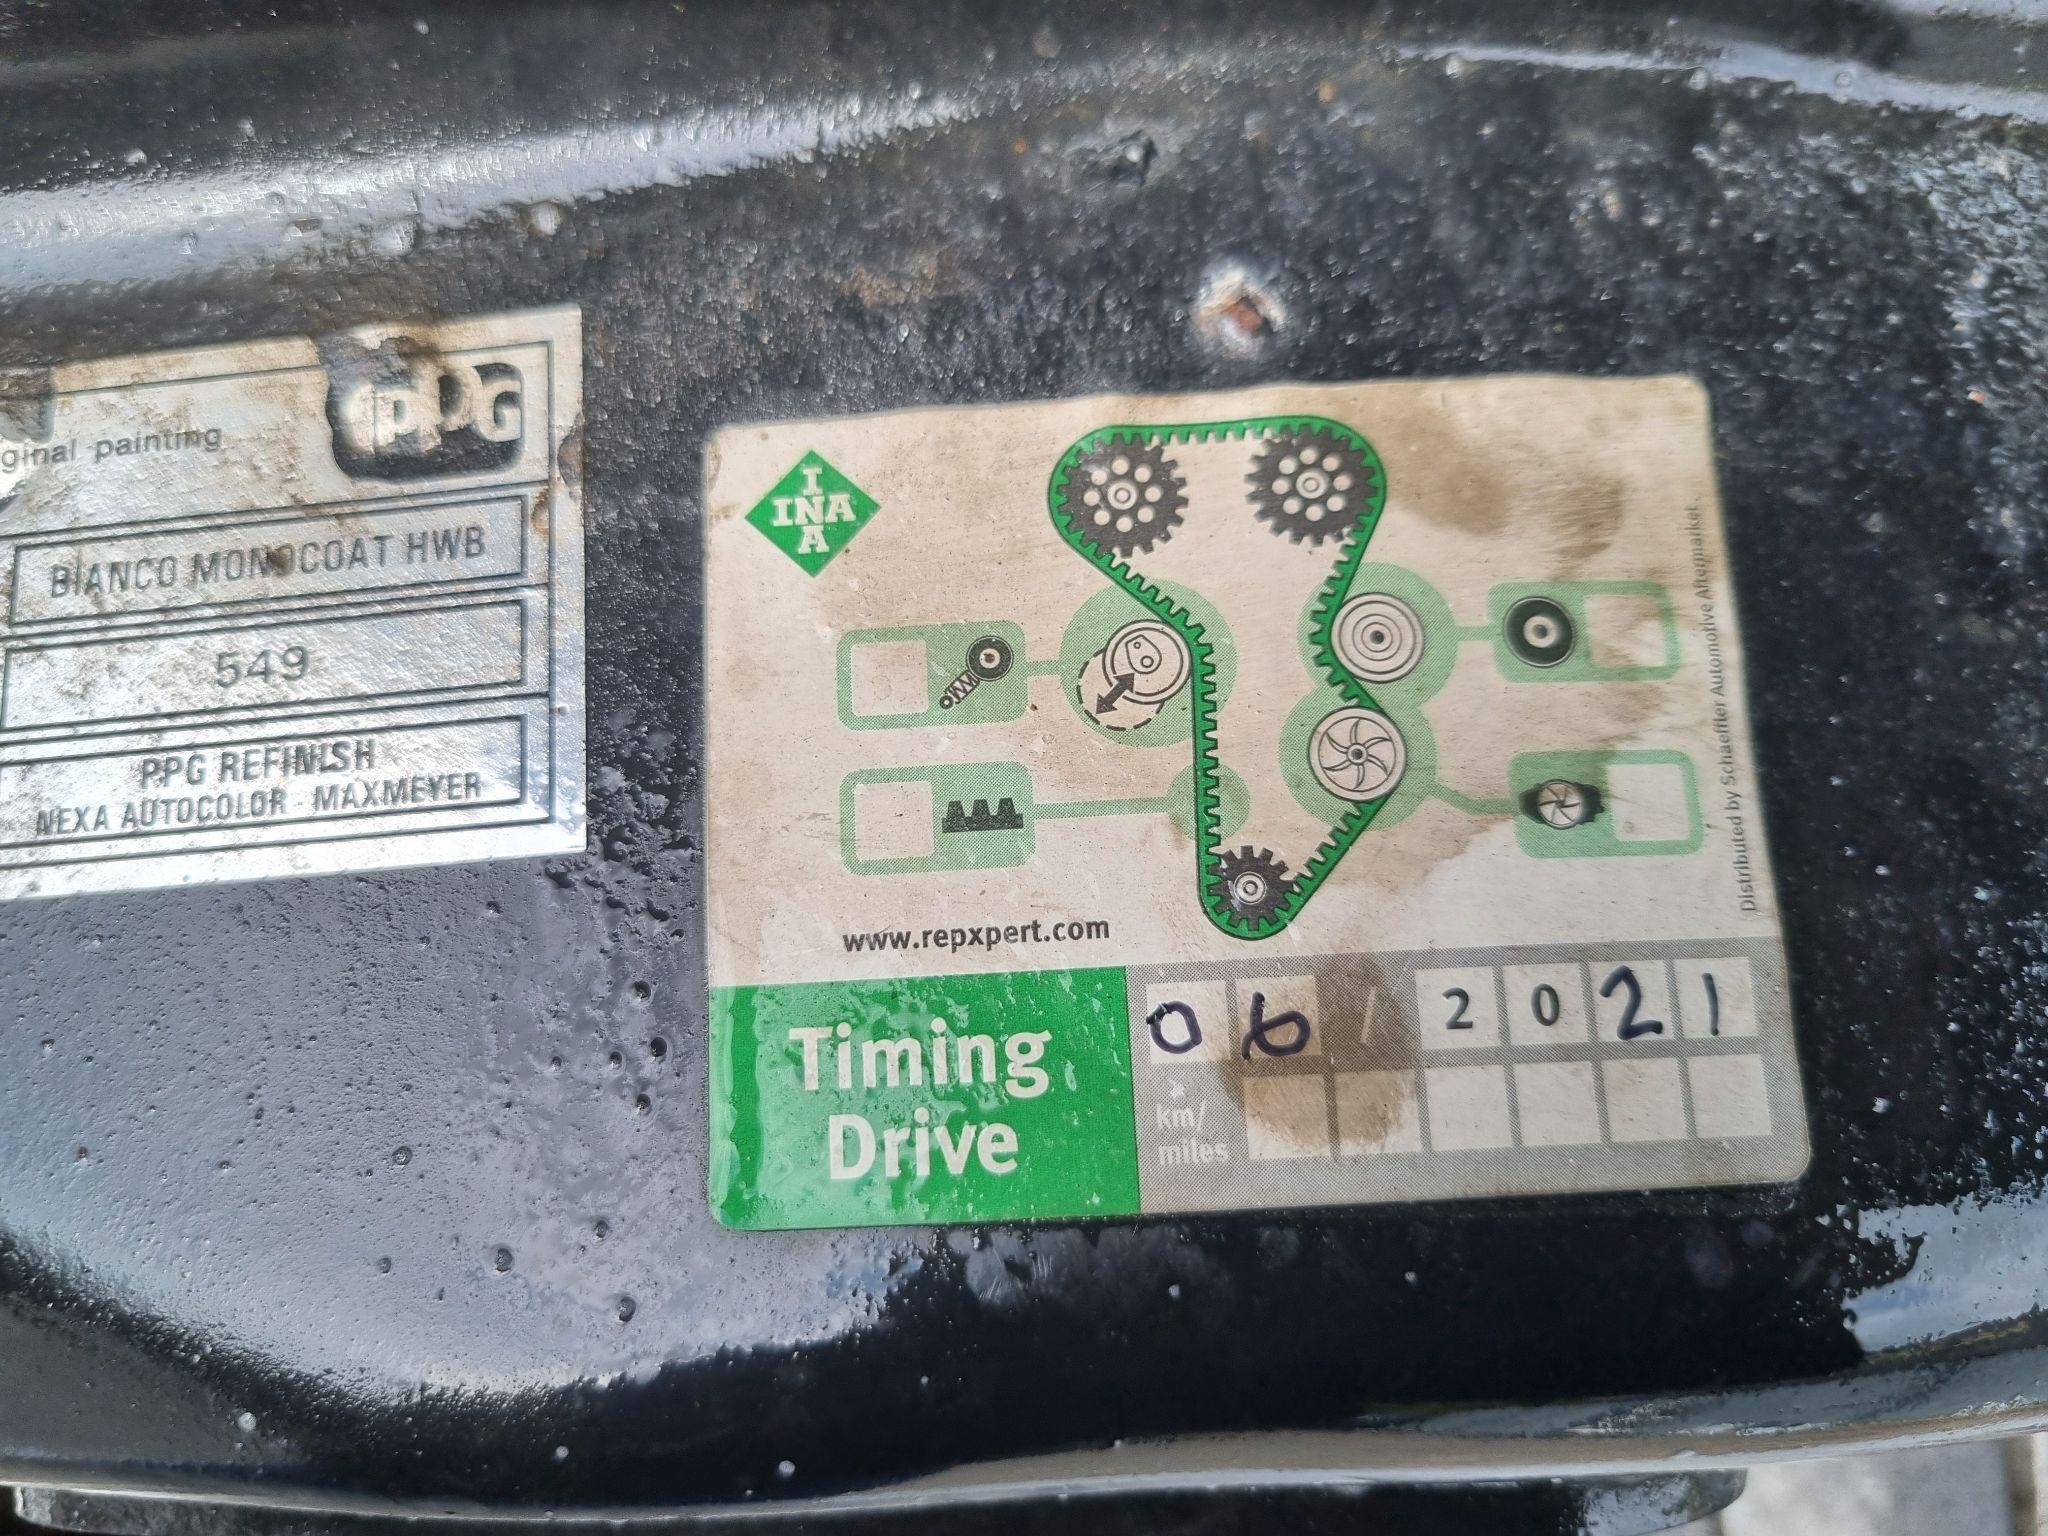 ginal painting
PPG
BIANCO MONOCOAT HWB
549
PPG REFINISH
NEXA AUTOCOLOR - MAXMEYER
I
INA
A
www.repxpert.com
Distributed by Schaeffler Automotive Aftermarket
Timing
Drive
06 / 2021
km/
miles